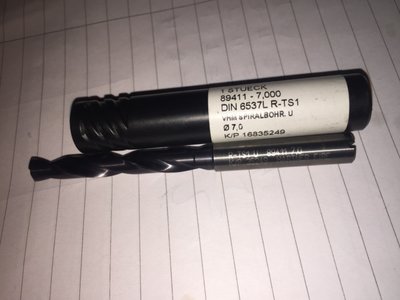 1 STUECK
89411 - 7,000
DIN 6537L R-TS1
VHM SPIRALBOHR. U
Ø 7,0
K/P 16835249